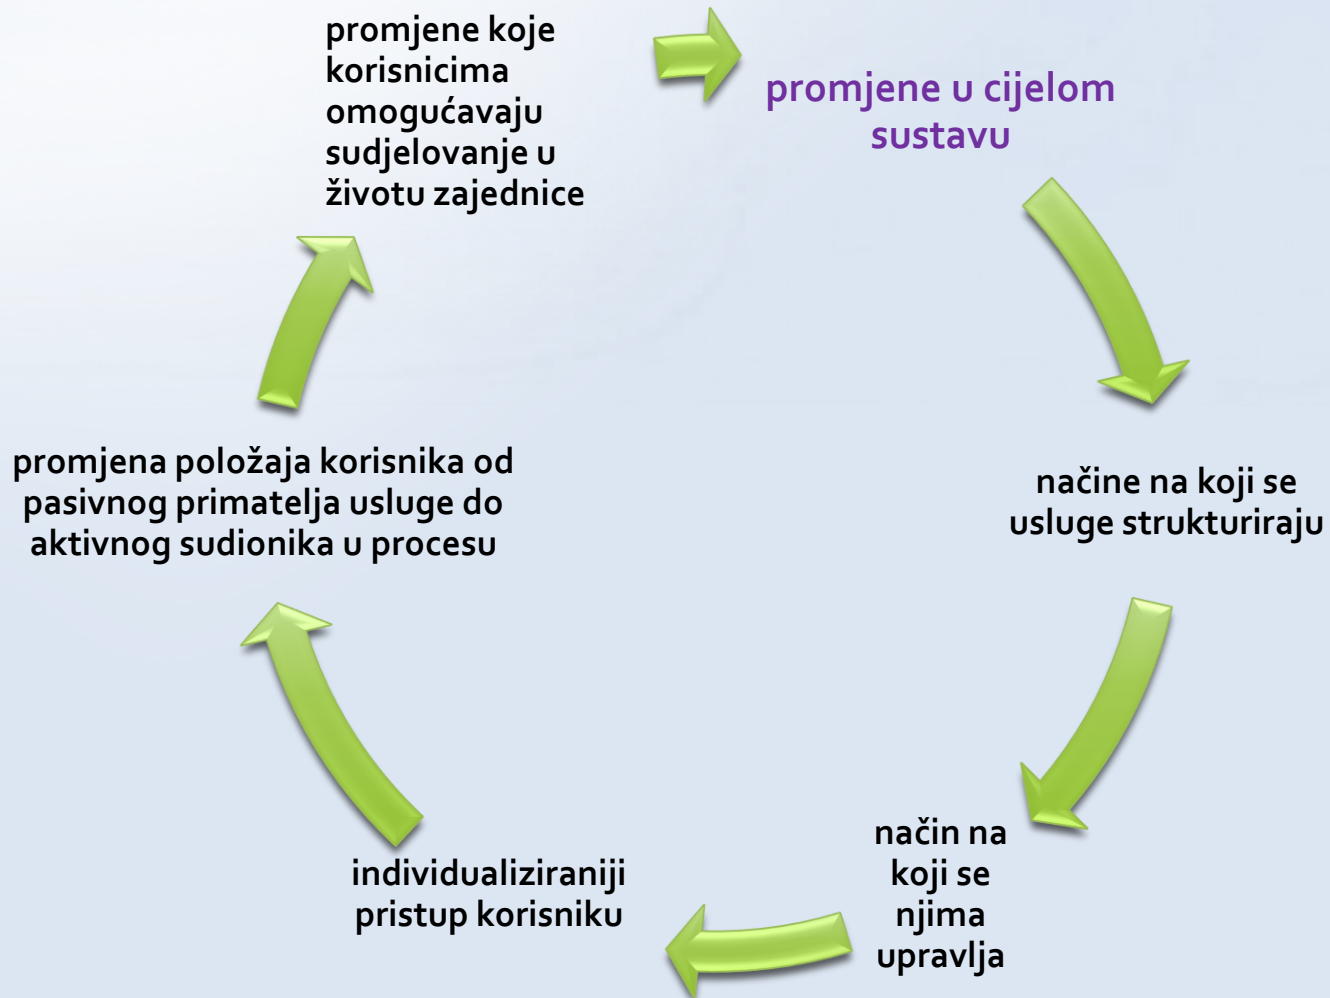 promjene koje
korisnicima
omogućavaju
sudjelovanje u
životu zajednice
promjene u cijelom
sustavu
načine na koji se
usluge strukturiraju
način na
koji se
njima
upravlja
individualiziraniji
pristup korisniku
promjena položaja korisnika od
pasivnog primatelja usluge do
aktivnog sudionika u procesu